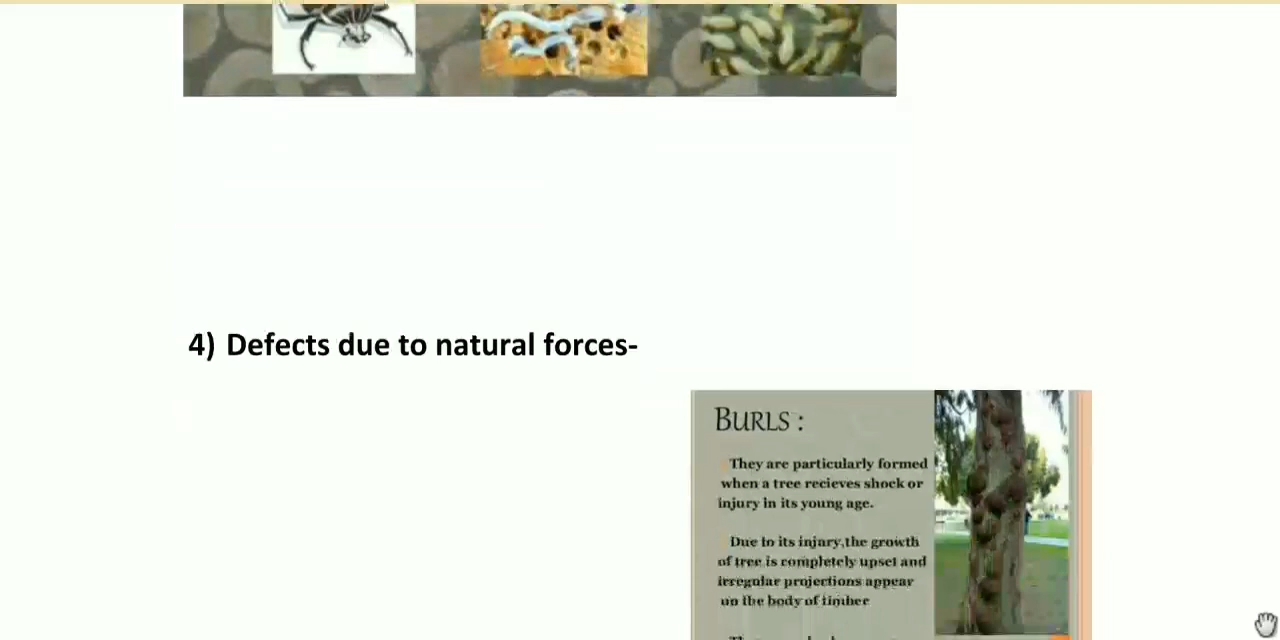 4) Defects due to natural forces-
BURLS :
They are particularly formed
when a tree recieves shock or
injury in its young age.
Due to its injury,the growth
of tree is completely upset and
irregular projections appear
on the body of timber